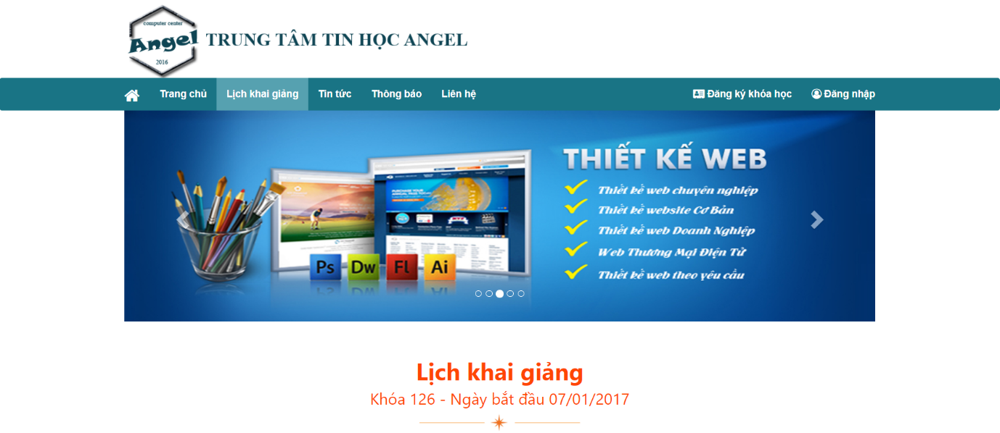 computer center
Angel
2016
TRUNG TÂM TIN HỌC ANGEL
Trang chủ
Lịch khai giảng
Tin tức
Thông báo
Liên hệ
Đăng ký khóa học
Đăng nhập
THIẾT KẾ WEB
Thiết kế web chuyên nghiệp
Thiết kế website Cơ Bản
Thiết kế web Doanh Nghiệp
Web Thương Mại Điện Tử
Thiết kế web theo yêu cầu
Ps Dw Fl Ai
Lịch khai giảng
Khóa 126 - Ngày bắt đầu 07/01/2017